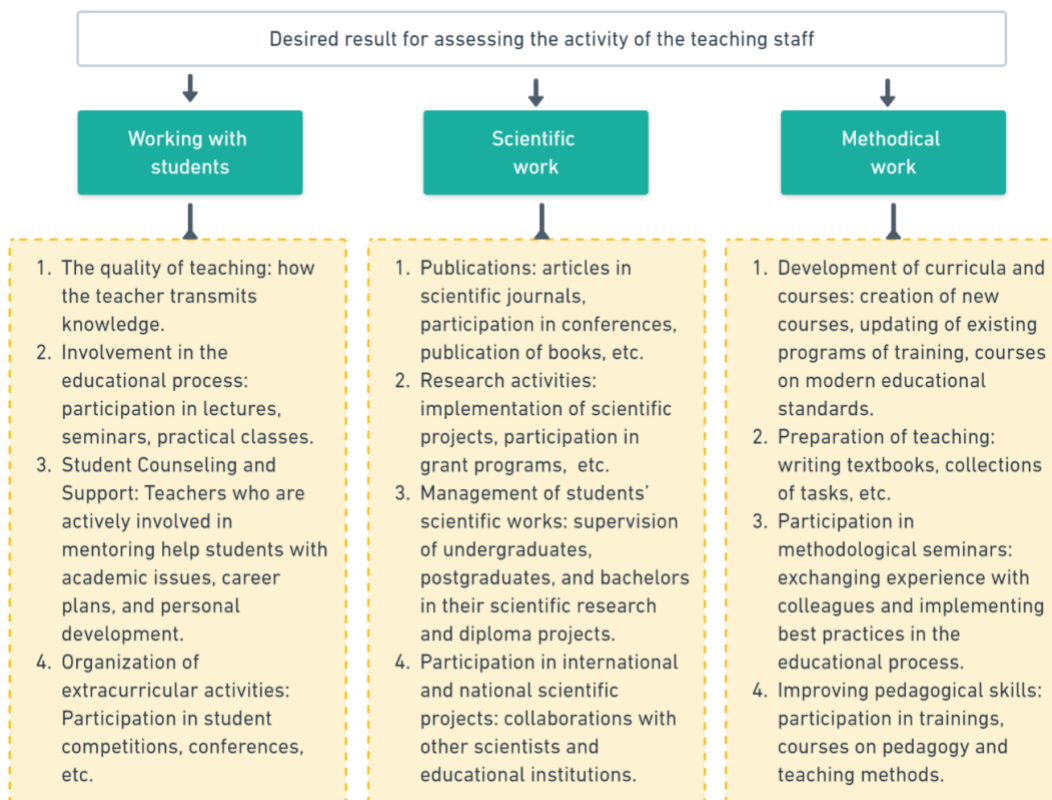 Desired result for assessing the activity of the teaching staff
Working with
students
Scientific
work
Methodical
work
1. The quality of teaching: how
the teacher transmits
knowledge.
2. Involvement in the
educational process:
participation in lectures,
seminars, practical classes.
3. Student Counseling and
Support: Teachers who are
actively involved in
mentoring help students with
academic issues, career
plans, and personal
development.
4. Organization of
extracurricular activities:
Participation in student
competitions, conferences,
etc.
1. Publications: articles in
scientific journals,
participation in conferences,
publication of books, etc.
2. Research activities:
implementation of scientific
projects, participation in
grant programs, etc.
3. Management of students’
scientific works: supervision
of undergraduates,
postgraduates, and bachelors
in their scientific research
and diploma projects.
4. Participation in international
and national scientific
projects: collaborations with
other scientists and
educational institutions.
1. Development of curricula and
courses: creation of new
courses, updating of existing
programs of training, courses
on modern educational
standards.
2. Preparation of teaching:
writing textbooks, collections
of tasks, etc.
3. Participation in
methodological seminars:
exchanging experience with
colleagues and implementing
best practices in the
educational process.
4. Improving pedagogical skills:
participation in trainings,
courses on pedagogy and
teaching methods.